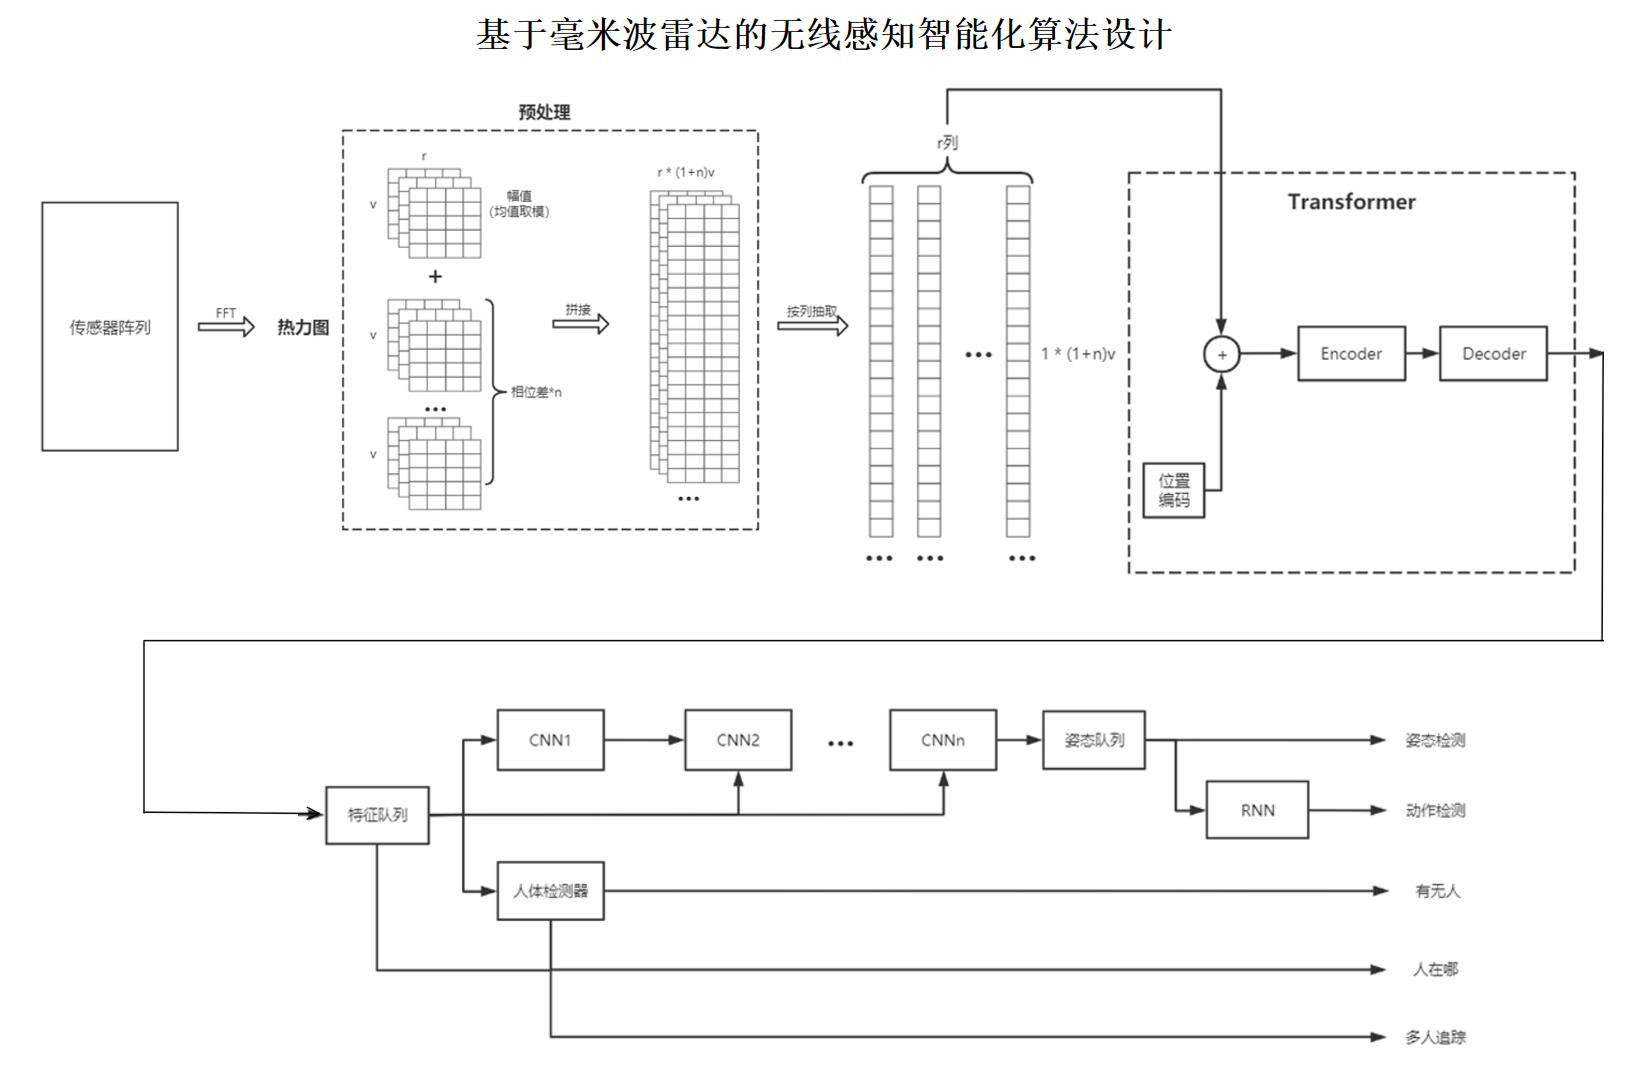 基于毫米波雷达的无线感知智能化算法设计
预处理
r
v
幅值
(均值取模)
+
v
...
v
相位差*n
传感器阵列
FFT
热力图
拼接
r * (1+n)v
...
按列抽取
r列
...
1 * (1+n)v
... ... ...
Transformer
+
Encoder
Decoder
位置
编码
特征队列
CNN1
CNN2
...
CNNn
姿态队列
姿态检测
RNN
动作检测
人体检测器
有无人
人在哪
多人追踪